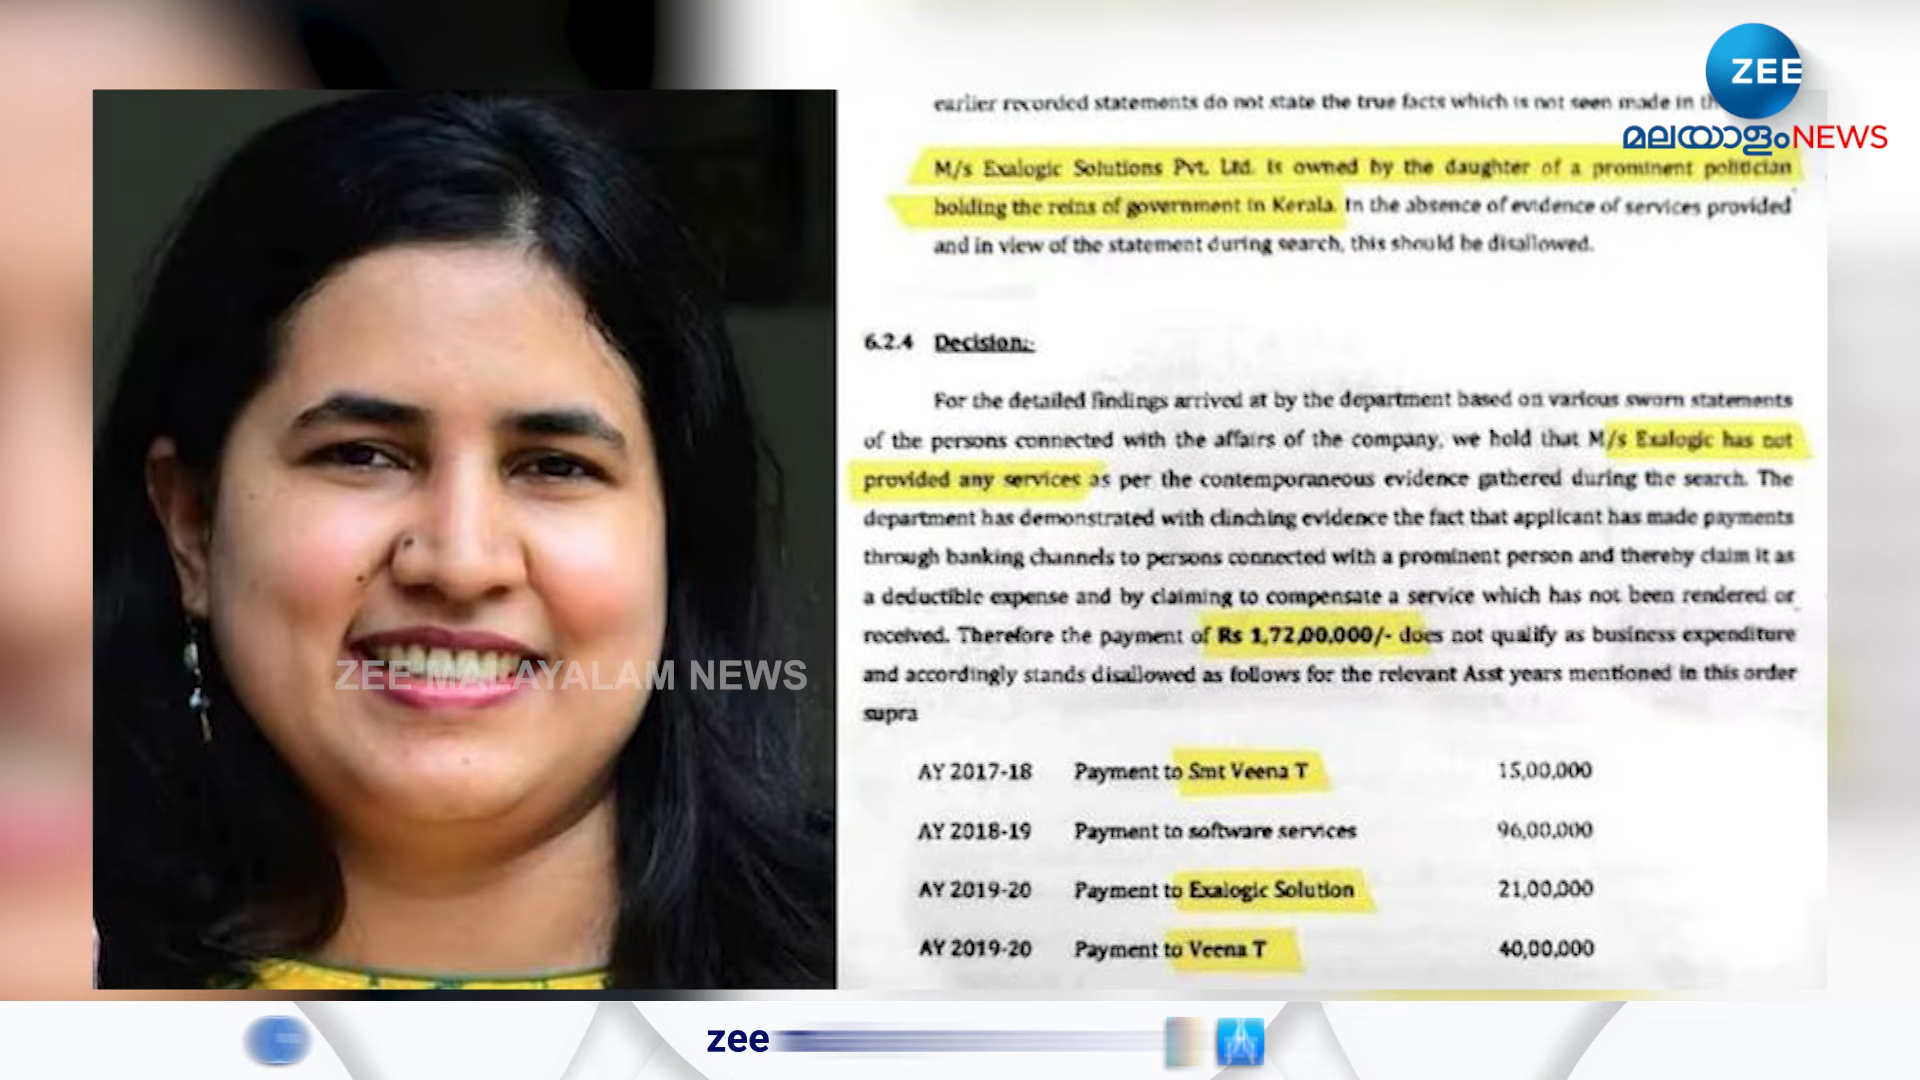 ZEE
മലയാളംNEWS
earlier recorded statements do not state the true facts which is not seen made in
M/s Exalogic Solutions Pvt. Ltd. is owned by the daughter of a prominent politician
holding the reins of government in Kerala. In the absence of evidence of services provided
and in view of the statement during search, this should be disallowed.
6.2.4 Decision:-
For the detailed findings arrived at by the department based on various sworn statements
of the persons connected with the affairs of the company, we hold that M/s Exalogic has not
provided any services as per the contemporaneous evidence gathered during the search. The
department has demonstrated with clinching evidence the fact that applicant has made payments
through banking channels to persons connected with a prominent person and thereby claim it as
a deductible expense and by claiming to compensate a service which has not been rendered or
received. Therefore the payment of Rs 1,72,00,000/- does not qualify as business expenditure
and accordingly stands disallowed as follows for the relevant Asst years mentioned in this order
supra
AY 2017-18 Payment to Smt Veena T 15,00,000
AY 2018-19 Payment to software services 96,00,000
AY 2019-20 Payment to Exalogic Solution 21,00,000
AY 2019-20 Payment to Veena T 40,00,000
ZEE MALAYALAM NEWS
zee